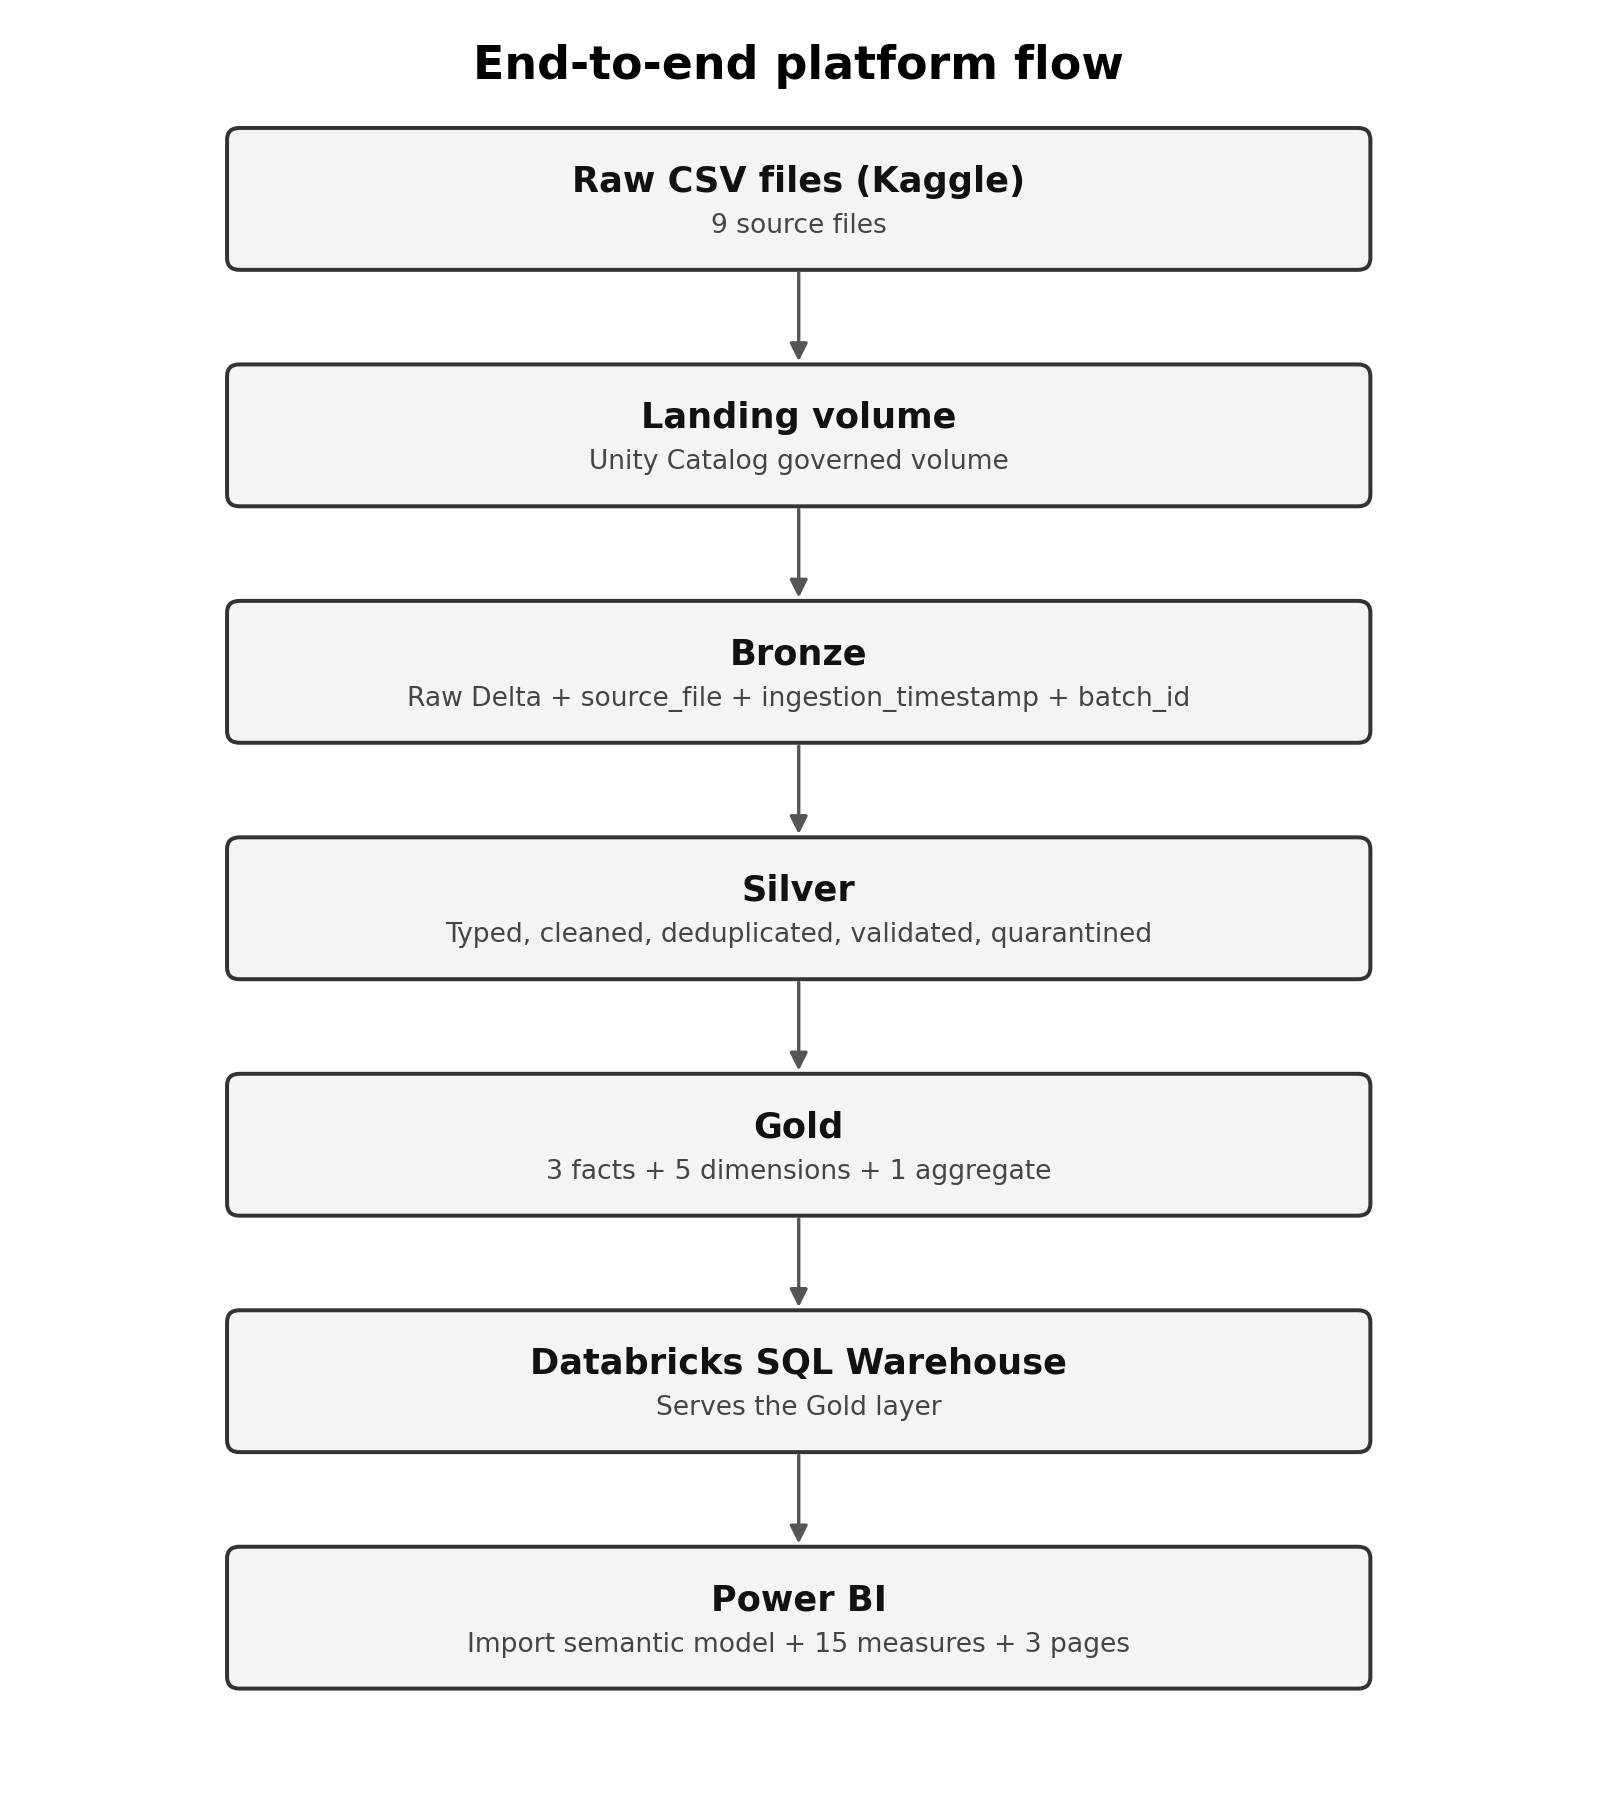 End-to-end platform flow
Raw CSV files (Kaggle)
9 source files
Landing volume
Unity Catalog governed volume
Bronze
Raw Delta + source_file + ingestion_timestamp + batch_id
Silver
Typed, cleaned, deduplicated, validated, quarantined
Gold
3 facts + 5 dimensions + 1 aggregate
Databricks SQL Warehouse
Serves the Gold layer
Power BI
Import semantic model + 15 measures + 3 pages